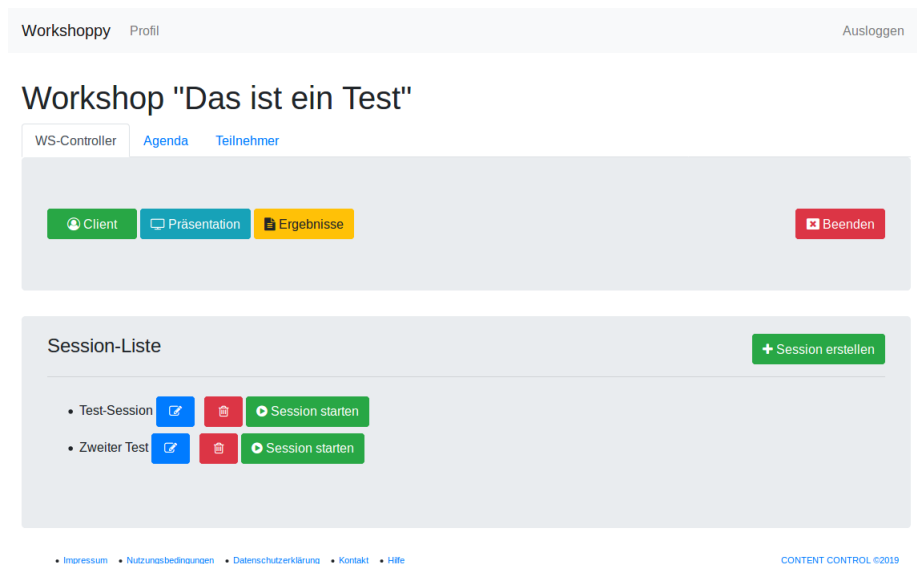 Workshoppy Profil Ausloggen
Workshop "Das ist ein Test"
WS-Controller Agenda Teilnehmer
Client Präsentation Ergebnisse Beenden
Session-Liste Session erstellen
• Test-Session Session starten
• Zweiter Test Session starten
• Impressum • Nutzungsbedingungen • Datenschutzerklärung • Kontakt • Hilfe CONTENT CONTROL ©2019